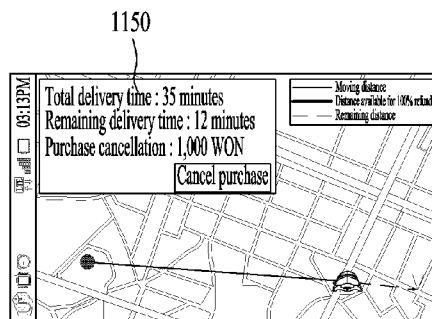 1150
03:13PM
LTE
Total delivery time : 35 minutes
Remaining delivery time : 12 minutes
Purchase cancellation : 1,000 WON
Cancel purchase
Moving distance
Distance available for 100% refund
Remaining distance